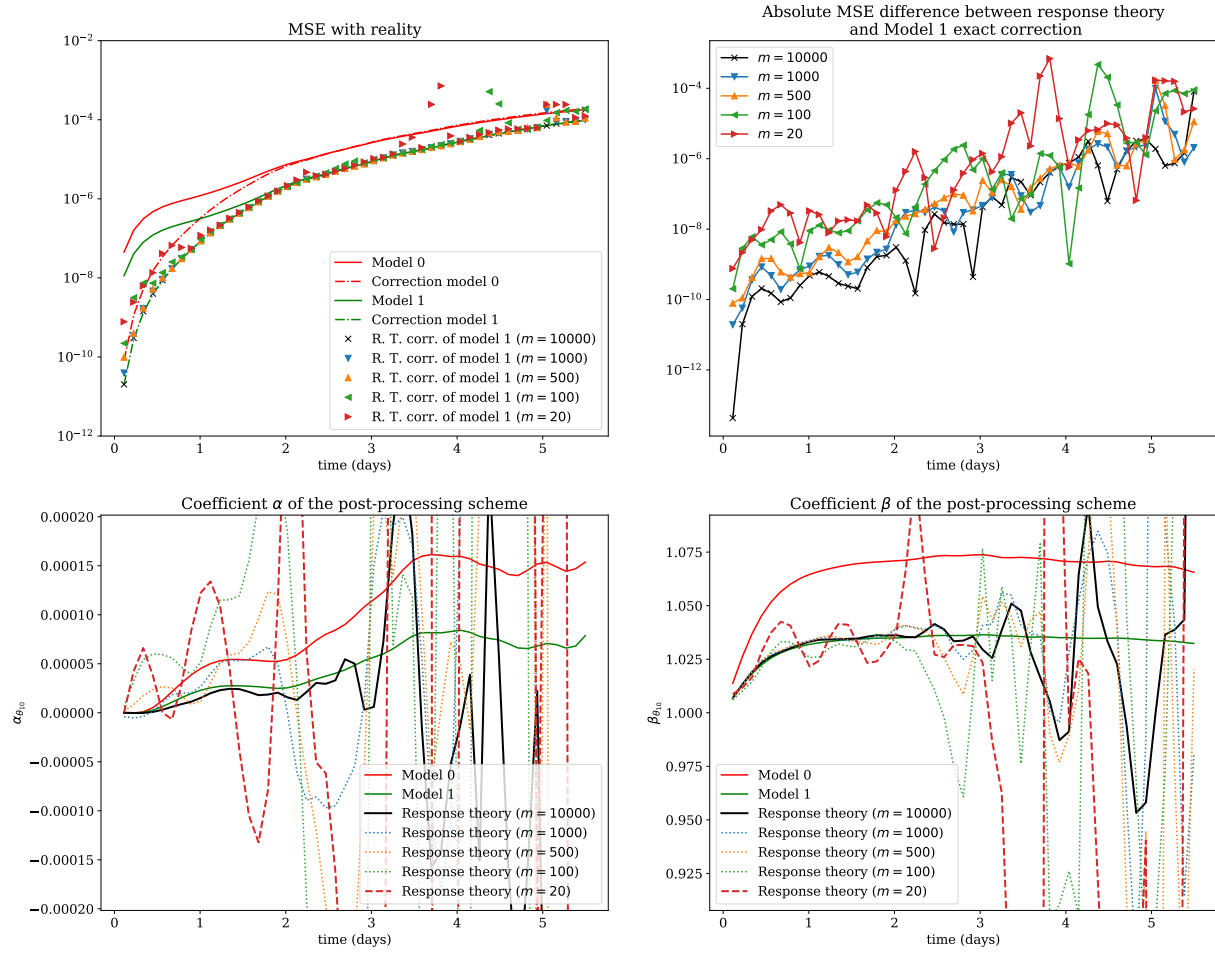 MSE with reality
10⁻²
10⁻⁴
10⁻⁶
10⁻⁸
10⁻¹⁰
10⁻¹²
Model 0
Correction model 0
Model 1
Correction model 1
R. T. corr. of model 1 (m = 10000)
R. T. corr. of model 1 (m = 1000)
R. T. corr. of model 1 (m = 500)
R. T. corr. of model 1 (m = 100)
R. T. corr. of model 1 (m = 20)
0 1 2 3 4 5
time (days)
Absolute MSE difference between response theory
and Model 1 exact correction
m = 10000
m = 1000
m = 500
m = 100
m = 20
10⁻⁴
10⁻⁶
10⁻⁸
10⁻¹⁰
10⁻¹²
0 1 2 3 4 5
time (days)
Coefficient α of the post-processing scheme
0.00020
0.00015
0.00010
0.00005
0.00000
−0.00005
−0.00010
−0.00015
−0.00020
α_θ₁₀
Model 0
Model 1
Response theory (m = 10000)
Response theory (m = 1000)
Response theory (m = 500)
Response theory (m = 100)
Response theory (m = 20)
0 1 2 3 4 5
time (days)
Coefficient β of the post-processing scheme
1.075
1.050
1.025
1.000
0.975
0.950
0.925
β_θ₁₀
Model 0
Model 1
Response theory (m = 10000)
Response theory (m = 1000)
Response theory (m = 500)
Response theory (m = 100)
Response theory (m = 20)
0 1 2 3 4 5
time (days)